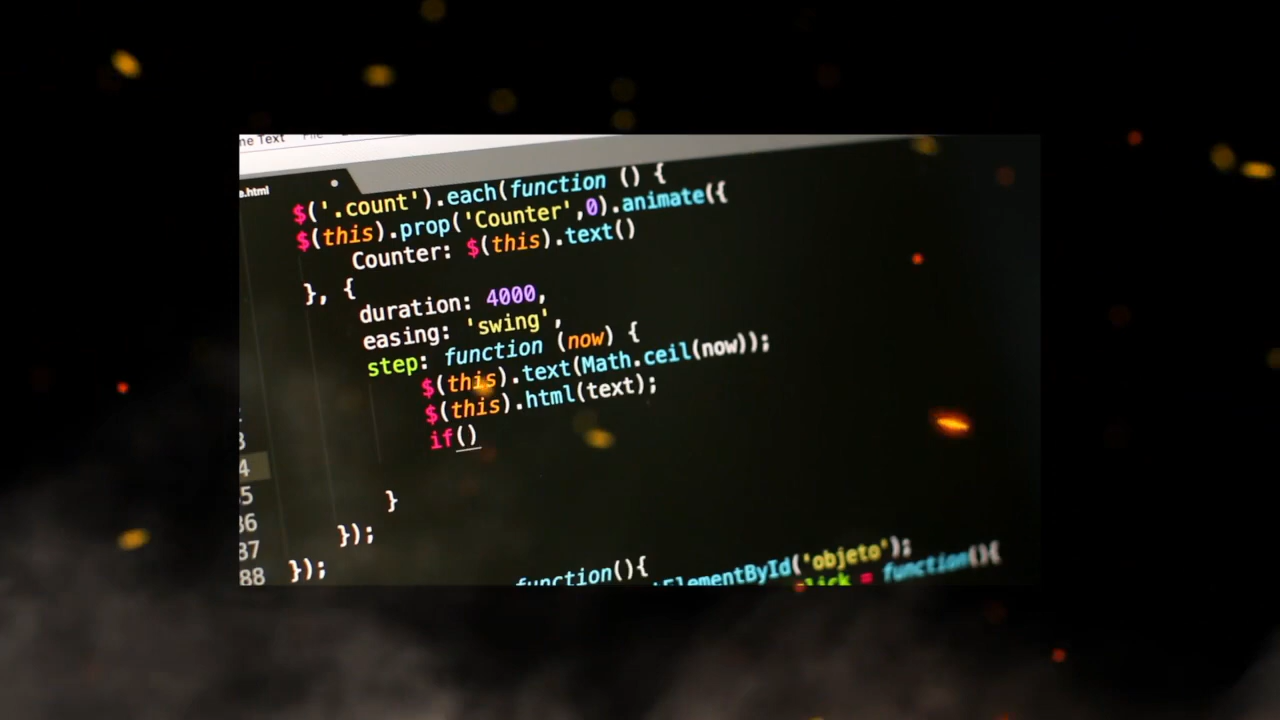 ne Text File
e.html
$('.count').each(function () {
$(this).prop('Counter',0).animate({
Counter: $(this).text()
}, {
duration: 4000,
easing: 'swing',
step: function (now) {
$(this).text(Math.ceil(now));
$(this).html(text);
3 if()
4
5
36 }
37 });
88 });
function(){
ElementById('objeto');
lick = function(){